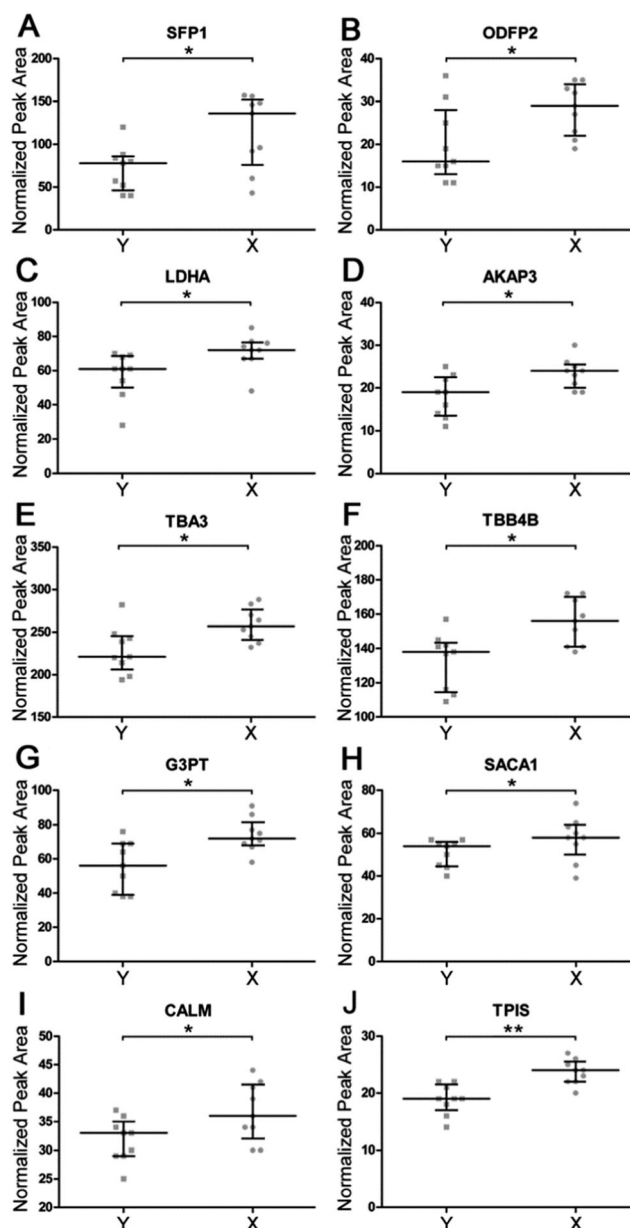 A
SFP1
*
Normalized Peak Area
200
150
100
50
0
Y X
B
ODFP2
*
Normalized Peak Area
40
30
20
10
0
Y X
C
LDHA
*
Normalized Peak Area
100
80
60
40
20
0
Y X
D
AKAP3
*
Normalized Peak Area
40
30
20
10
0
Y X
E
TBA3
*
Normalized Peak Area
350
250
150
Y X
F
TBB4B
*
Normalized Peak Area
200
180
160
140
120
100
Y X
G
G3PT
*
Normalized Peak Area
100
80
60
40
20
0
Y X
H
SACA1
*
Normalized Peak Area
80
60
40
20
0
Y X
I
CALM
*
Normalized Peak Area
50
45
40
35
30
25
20
Y X
J
TPIS
**
Normalized Peak Area
30
20
10
0
Y X